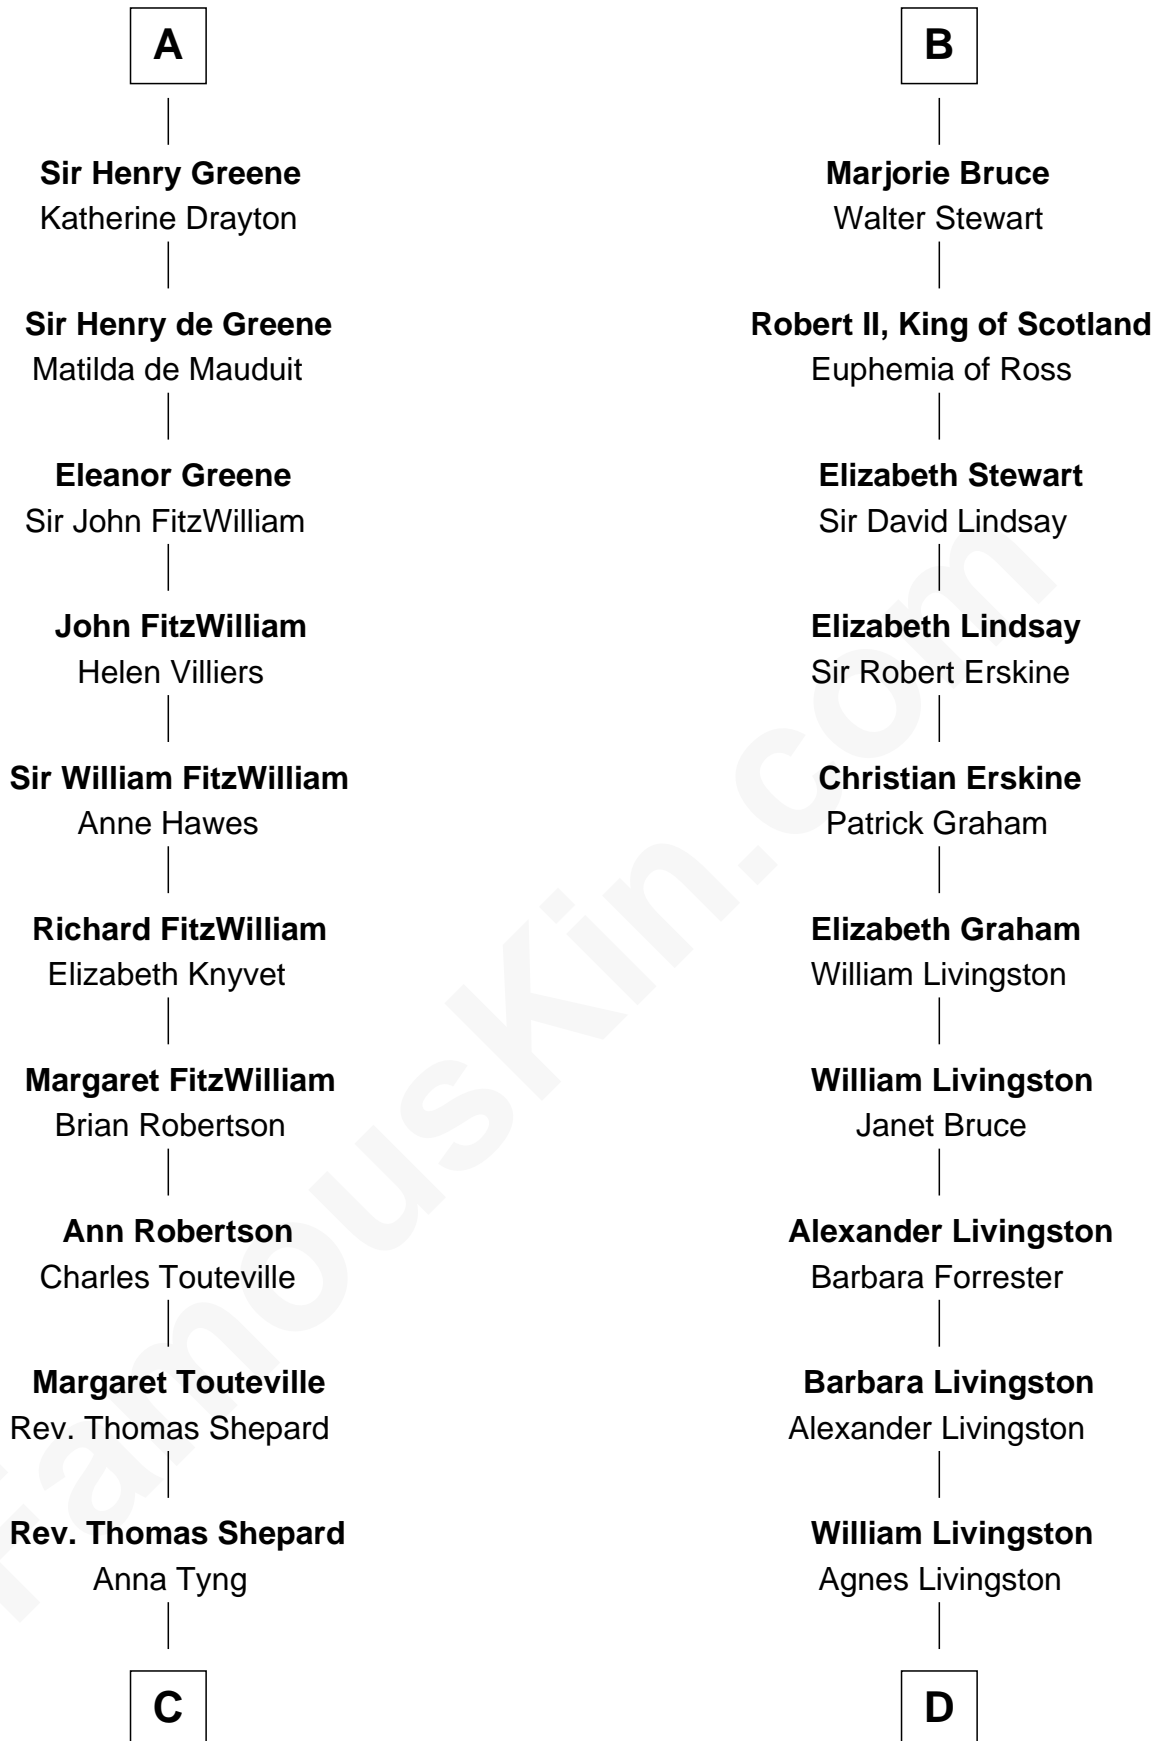 A
Sir Henry Greene
Katherine Drayton
Sir Henry de Greene
Matilda de Mauduit
Eleanor Greene
Sir John FitzWilliam
John FitzWilliam
Helen Villiers
Sir William FitzWilliam
Anne Hawes
Richard FitzWilliam
Elizabeth Knyvet
Margaret FitzWilliam
Brian Robertson
Ann Robertson
Charles Touteville
Margaret Touteville
Rev. Thomas Shepard
Rev. Thomas Shepard
Anna Tyng
C
B
Marjorie Bruce
Walter Stewart
Robert II, King of Scotland
Euphemia of Ross
Elizabeth Stewart
Sir David Lindsay
Elizabeth Lindsay
Sir Robert Erskine
Christian Erskine
Patrick Graham
Elizabeth Graham
William Livingston
William Livingston
Janet Bruce
Alexander Livingston
Barbara Forrester
Barbara Livingston
Alexander Livingston
William Livingston
Agnes Livingston
D
FamousKin.com